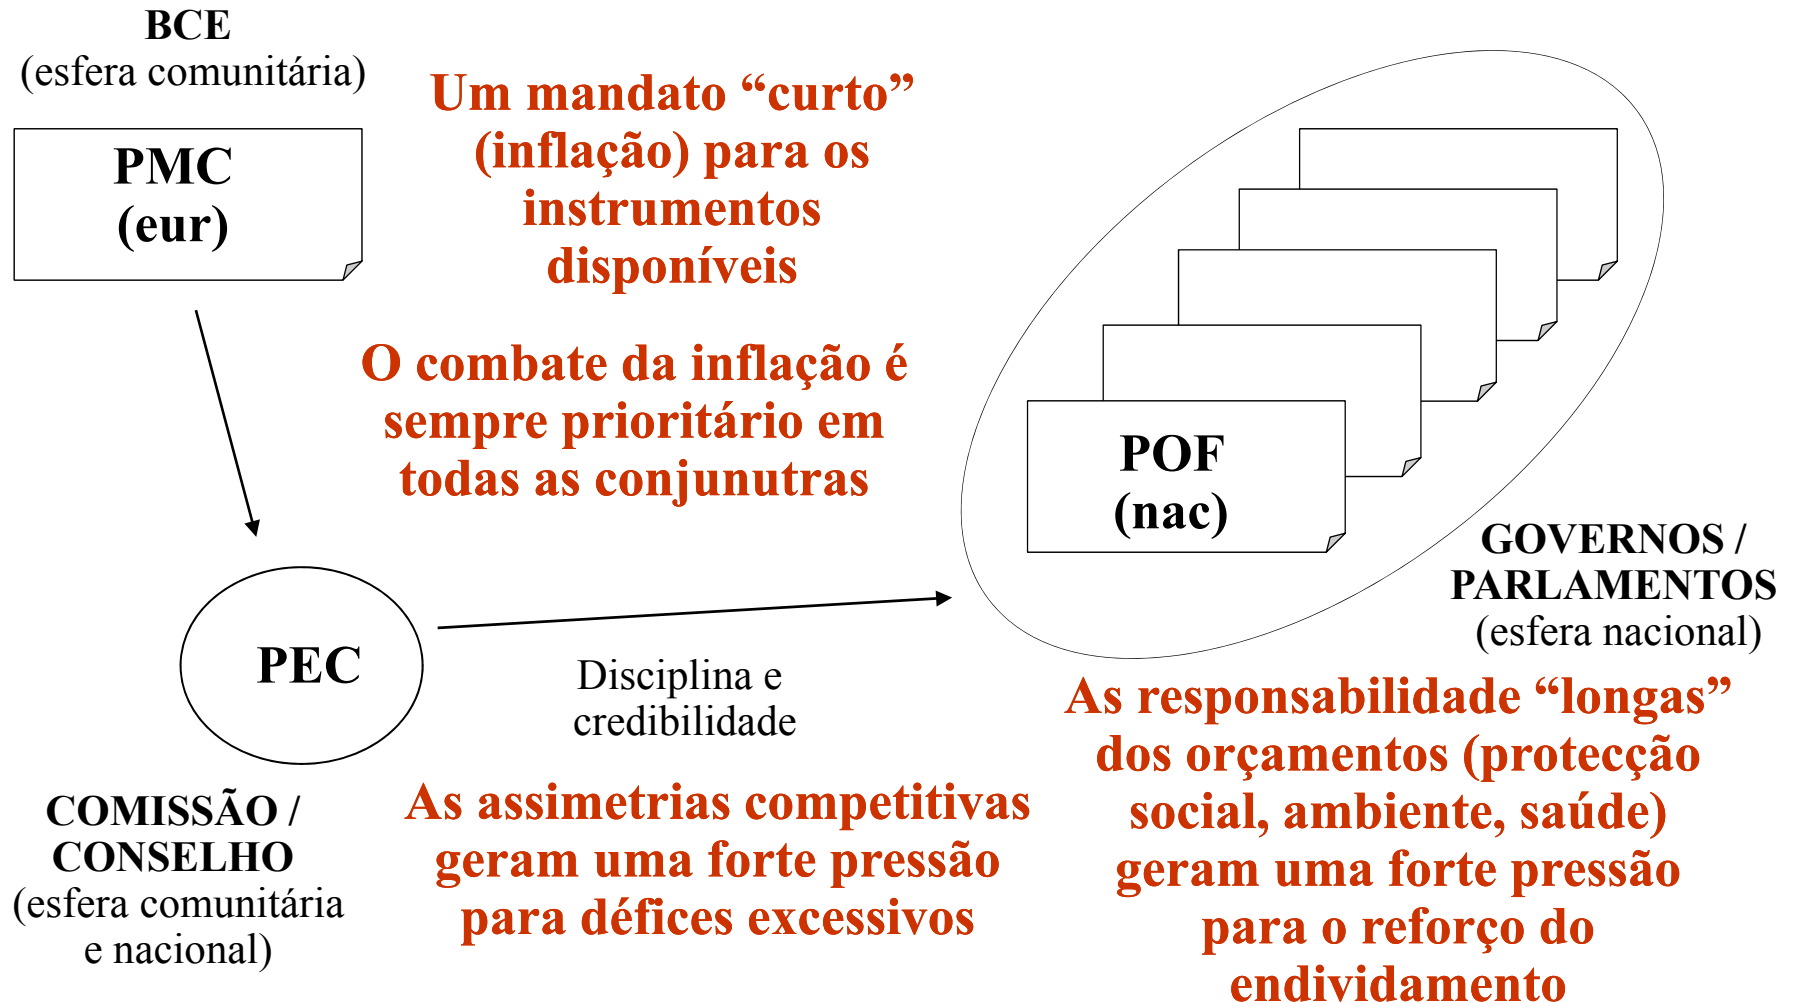 BCE
(esfera comunitária)
PMC
(eur)
Um mandato “curto”
(inflação) para os
instrumentos
disponíveis
O combate da inflação é
sempre prioritário em
todas as conjunutras
POF
(nac)
GOVERNOS /
PARLAMENTOS
(esfera nacional)
PEC
Disciplina e
credibilidade
COMISSÃO /
CONSELHO
(esfera comunitária
e nacional)
As assimetrias competitivas
geram uma forte pressão
para défices excessivos
As responsabilidade “longas”
dos orçamentos (protecção
social, ambiente, saúde)
geram uma forte pressão
para o reforço do
endividamento